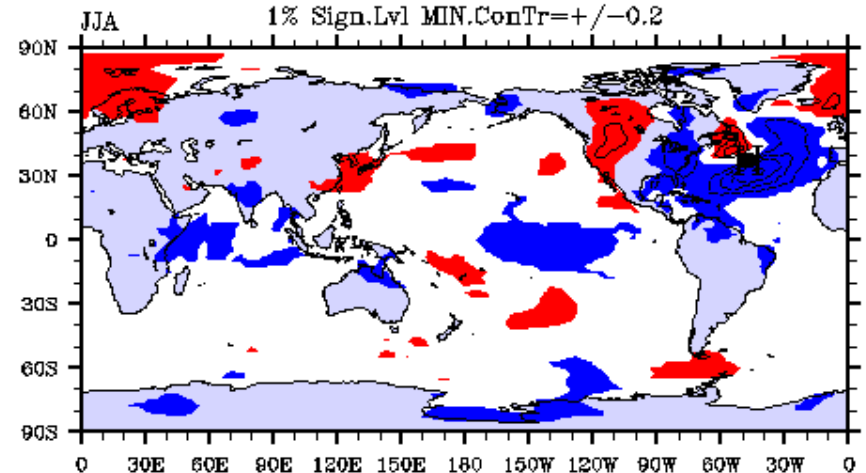 JJA 1% Sign.Lvl MIN.ConTr=+/-0.2
90N
60N
30N
0
30S
60S
90S
0 30E 60E 90E 120E 150E 180 150W 120W 90W 60W 30W 0